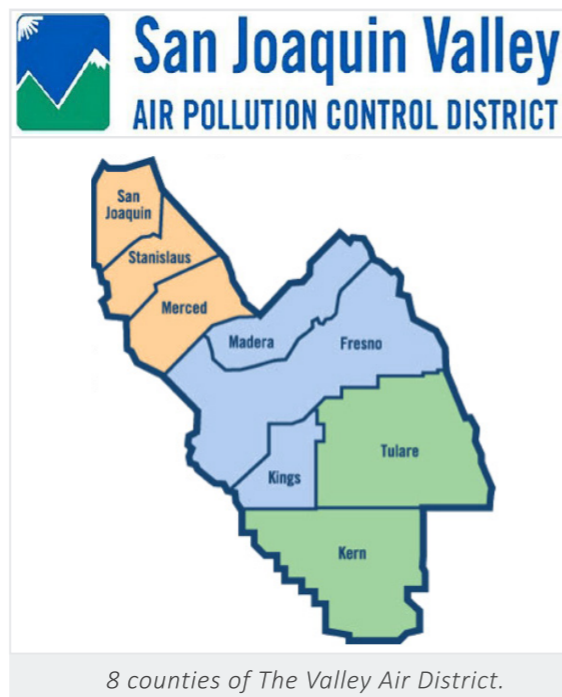 San Joaquin Valley
AIR POLLUTION CONTROL DISTRICT
San
Joaquin
Stanislaus
Merced
Madera
Fresno
Tulare
Kings
Kern
8 counties of The Valley Air District.